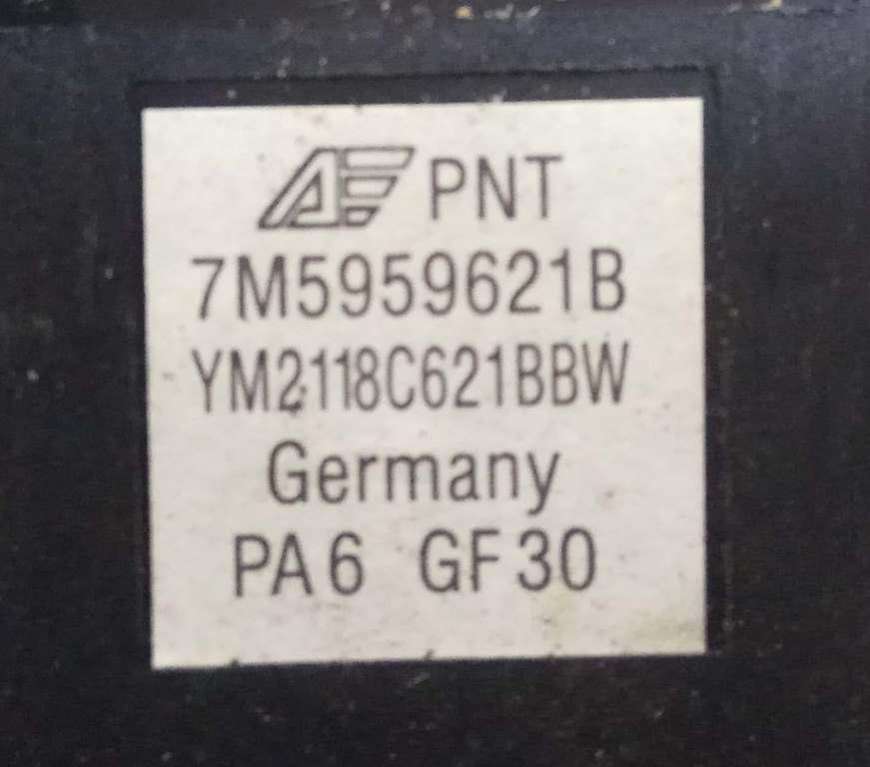 PNT
7M5959621B
YM2118C621BBW
Germany
PA6 GF30